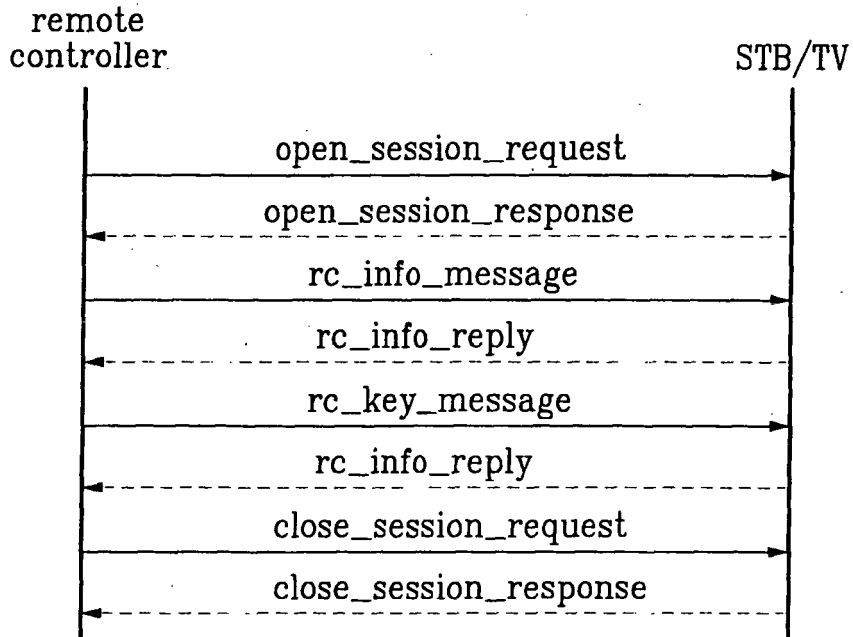 remote
controller
STB/TV
open_session_request
open_session_response
rc_info_message
rc_info_reply
rc_key_message
rc_info_reply
close_session_request
close_session_response